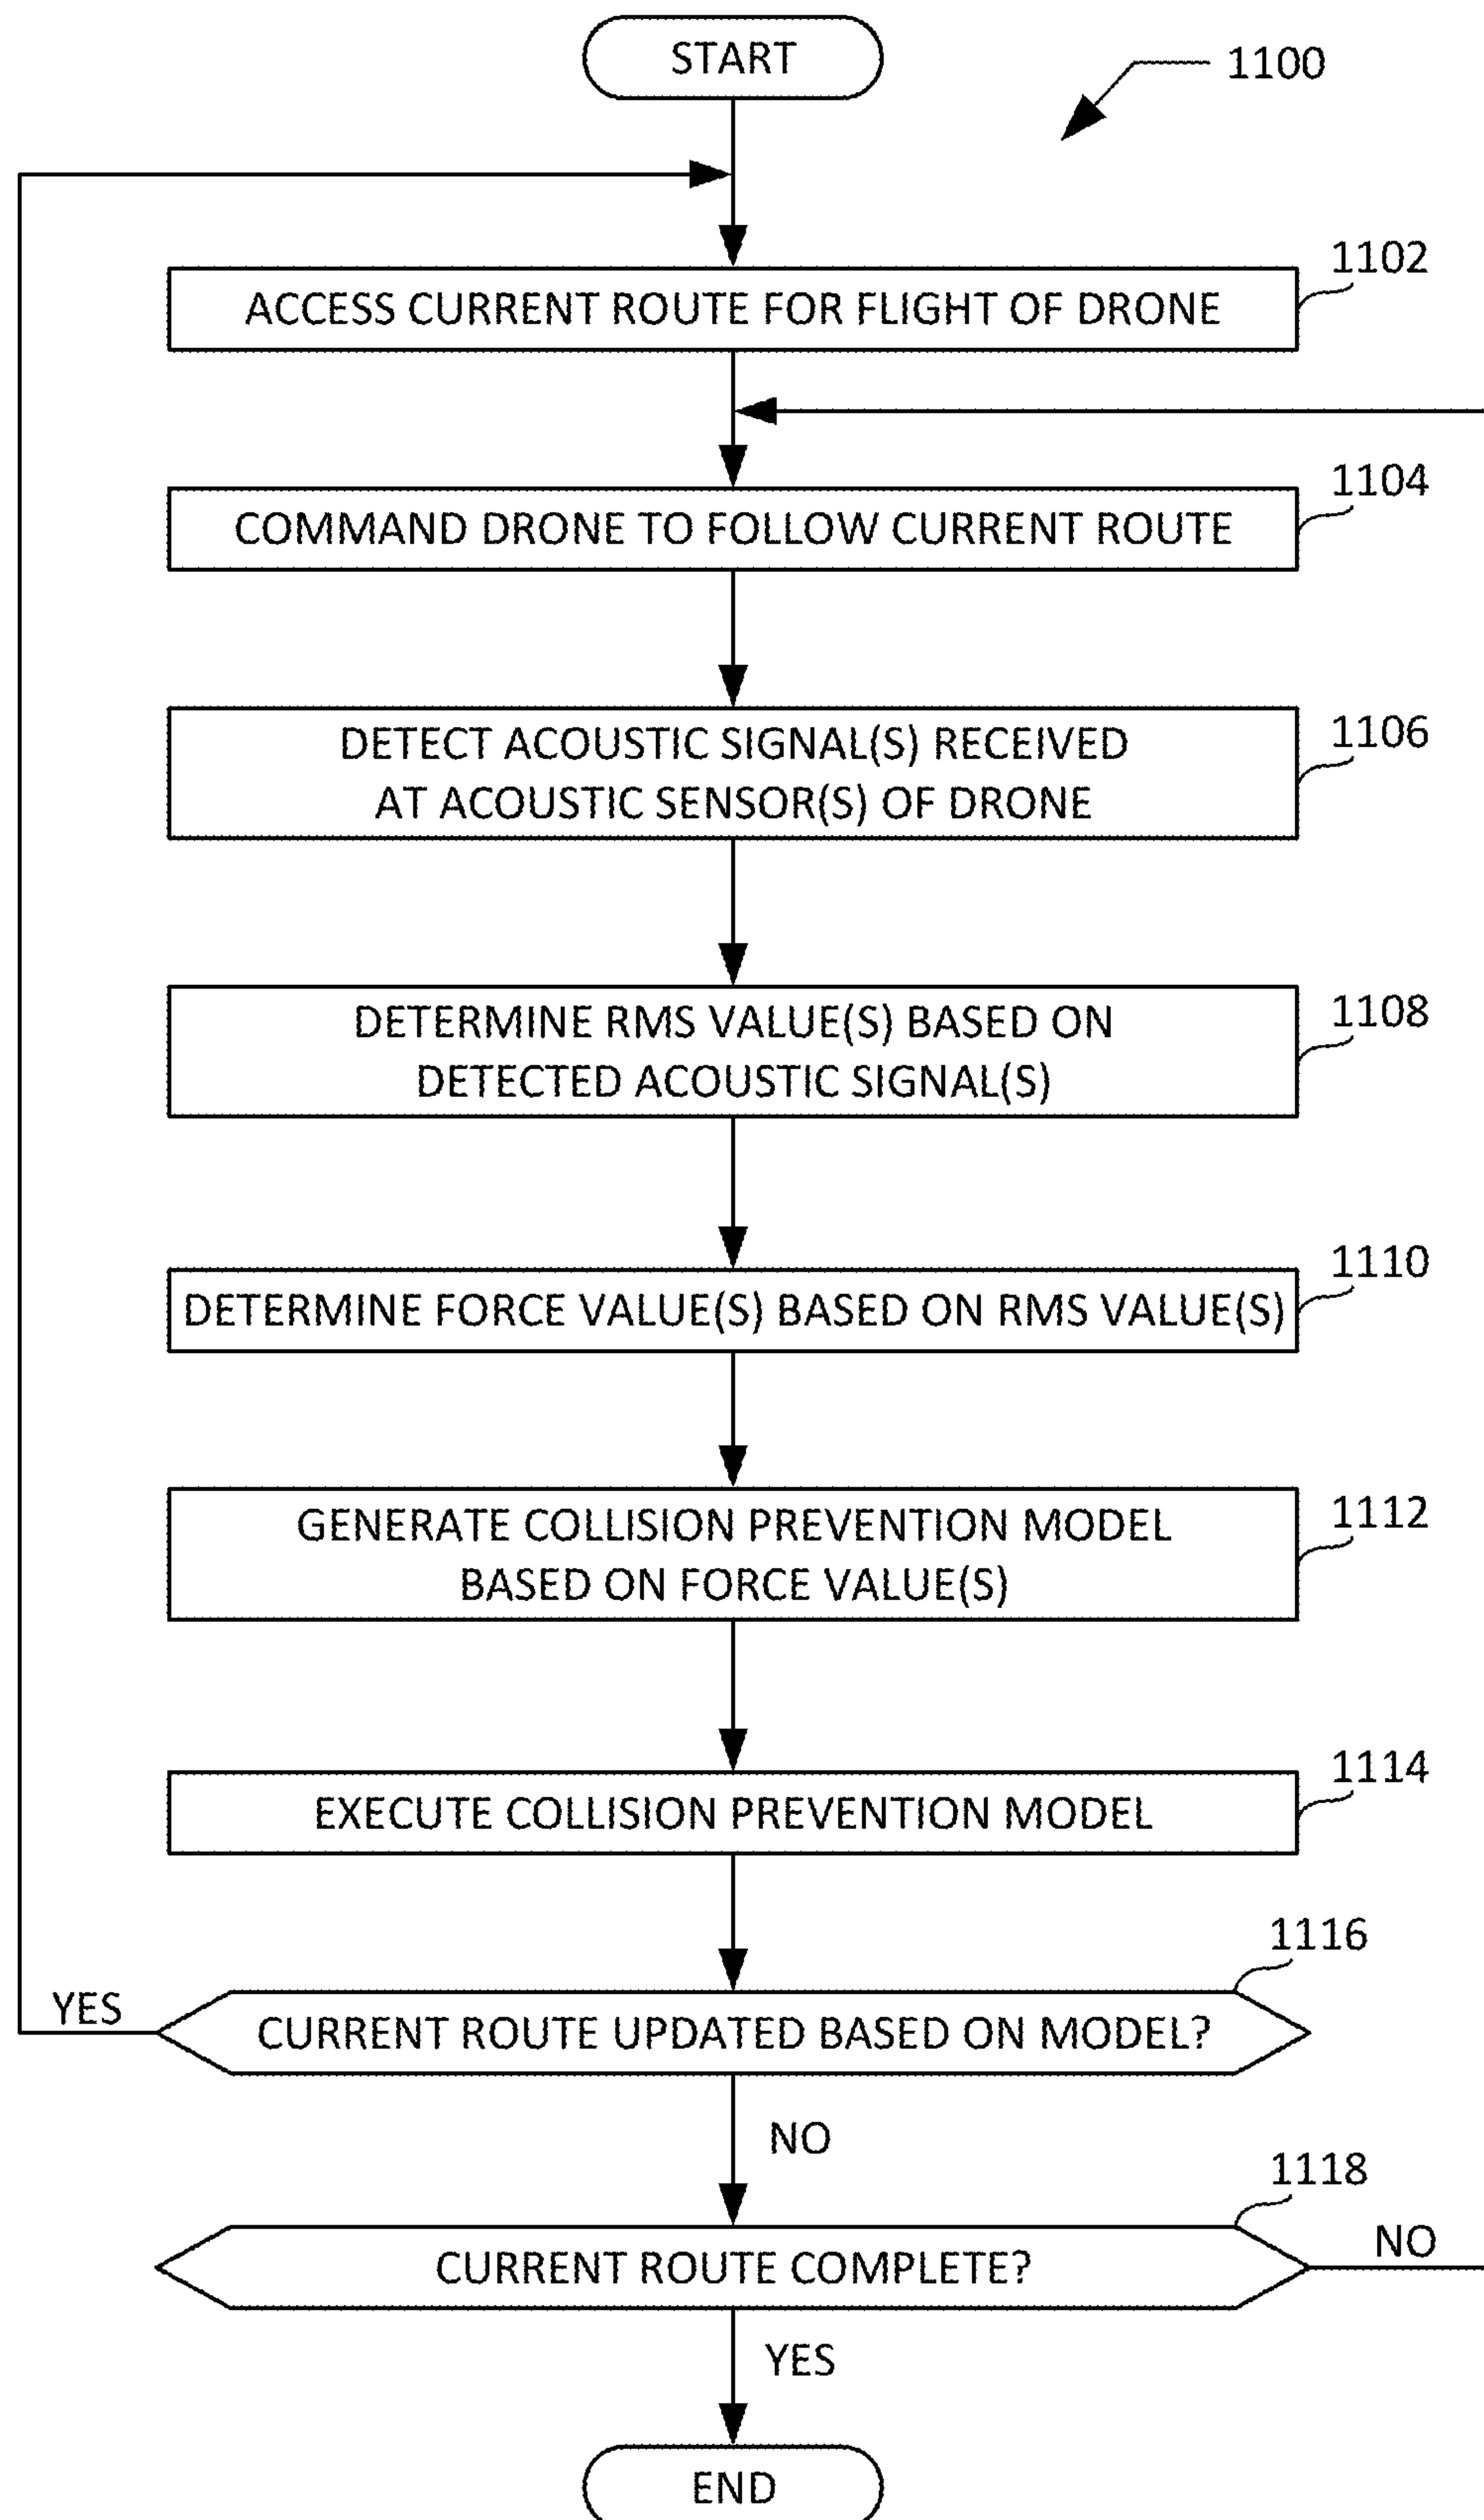 START
1100
1102
ACCESS CURRENT ROUTE FOR FLIGHT OF DRONE
1104
COMMAND DRONE TO FOLLOW CURRENT ROUTE
1106
DETECT ACOUSTIC SIGNAL(S) RECEIVED
AT ACOUSTIC SENSOR(S) OF DRONE
1108
DETERMINE RMS VALUE(S) BASED ON
DETECTED ACOUSTIC SIGNAL(S)
1110
DETERMINE FORCE VALUE(S) BASED ON RMS VALUE(S)
1112
GENERATE COLLISION PREVENTION MODEL
BASED ON FORCE VALUE(S)
1114
EXECUTE COLLISION PREVENTION MODEL
1116
YES
CURRENT ROUTE UPDATED BASED ON MODEL?
NO
1118
CURRENT ROUTE COMPLETE?
NO
YES
END